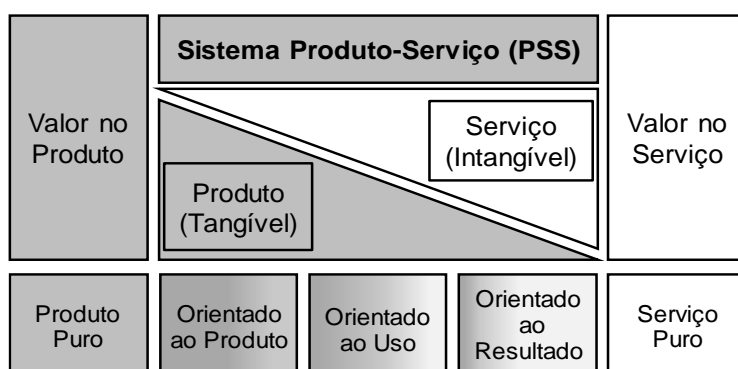 Sistema Produto-Serviço (PSS)
Valor no
Produto
Serviço
(Intangível)
Valor no
Serviço
Produto
(Tangível)
Produto
Puro
Orientado
ao Produto
Orientado
ao Uso
Orientado
ao
Resultado
Serviço
Puro